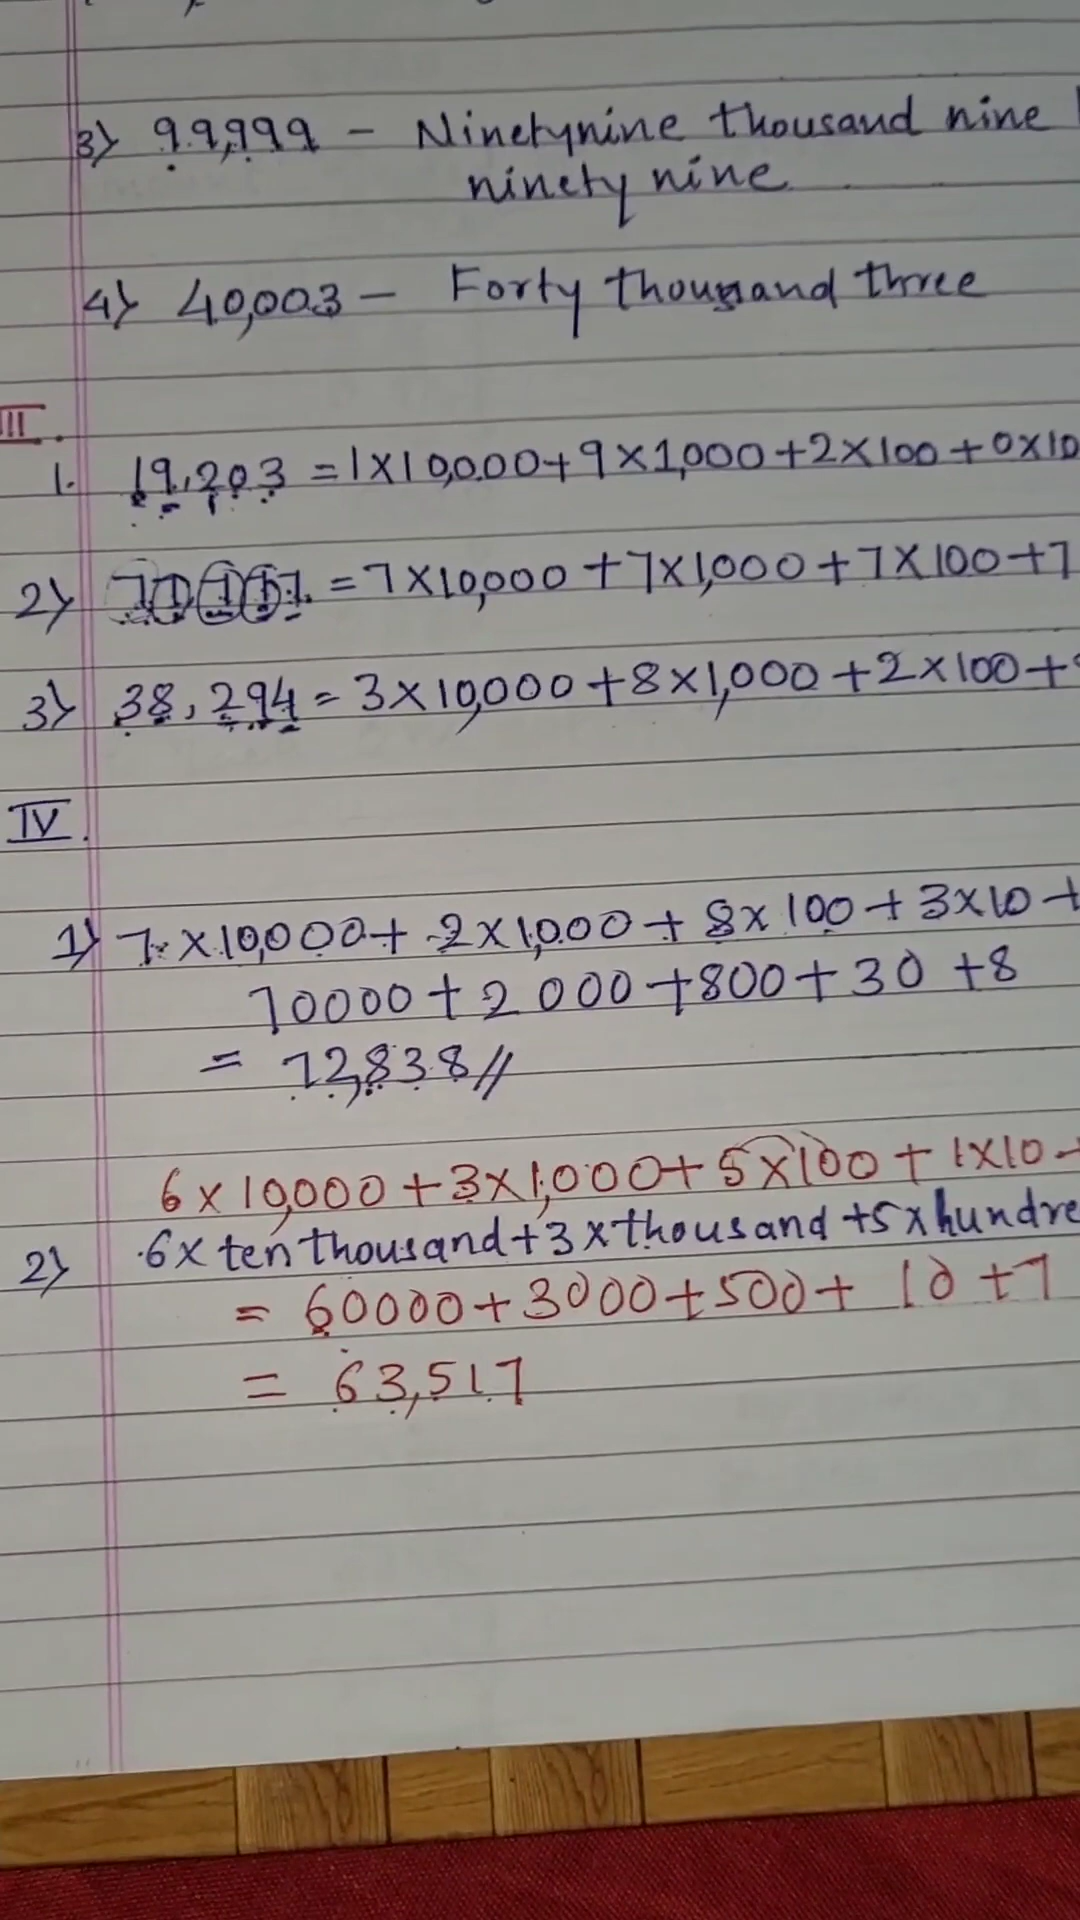 3) 99,999 - Ninetynine thousand nine
ninety nine
4) 40,003 - Forty thousand three
III.
1. 19,203 = 1 X 10,000 + 9 X 1,000 + 2 X 100 + 0 X 10
2) 77,777 = 7 X 10,000 + 7 X 1,000 + 7 X 100 + 7
3) 38,294 = 3 X 10,000 + 8 X 1,000 + 2 X 100 +
IV.
1) 7 X 10,000 + 2 X 1,000 + 8 X 100 + 3 X 10 +
70000 + 2000 + 800 + 30 + 8
= 72,838//
6 X 10,000 + 3 X 1,000 + 5 X 100 + 1 X 10 +
2) 6 X ten thousand + 3 X thousand + 5 X hundre
= 60000 + 3000 + 500 + 10 + 7
= 63,517